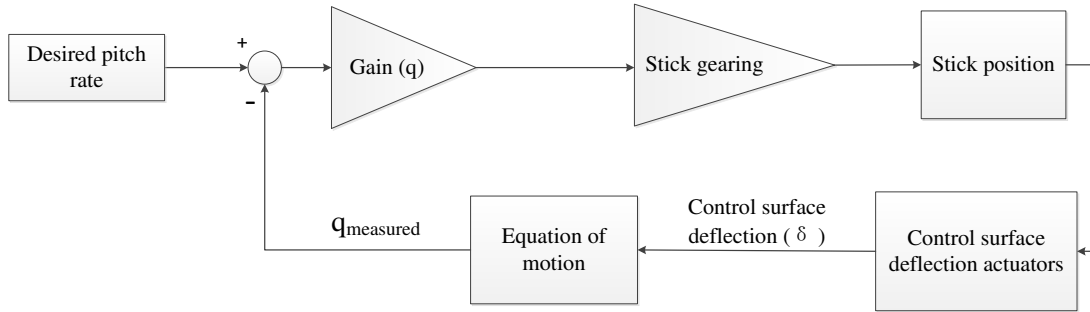 Desired pitch
rate
+
-
Gain (q)
Stick gearing
Stick position
Control surface
deflection actuators
Control surface
deflection ( δ )
Equation of
motion
qmeasured